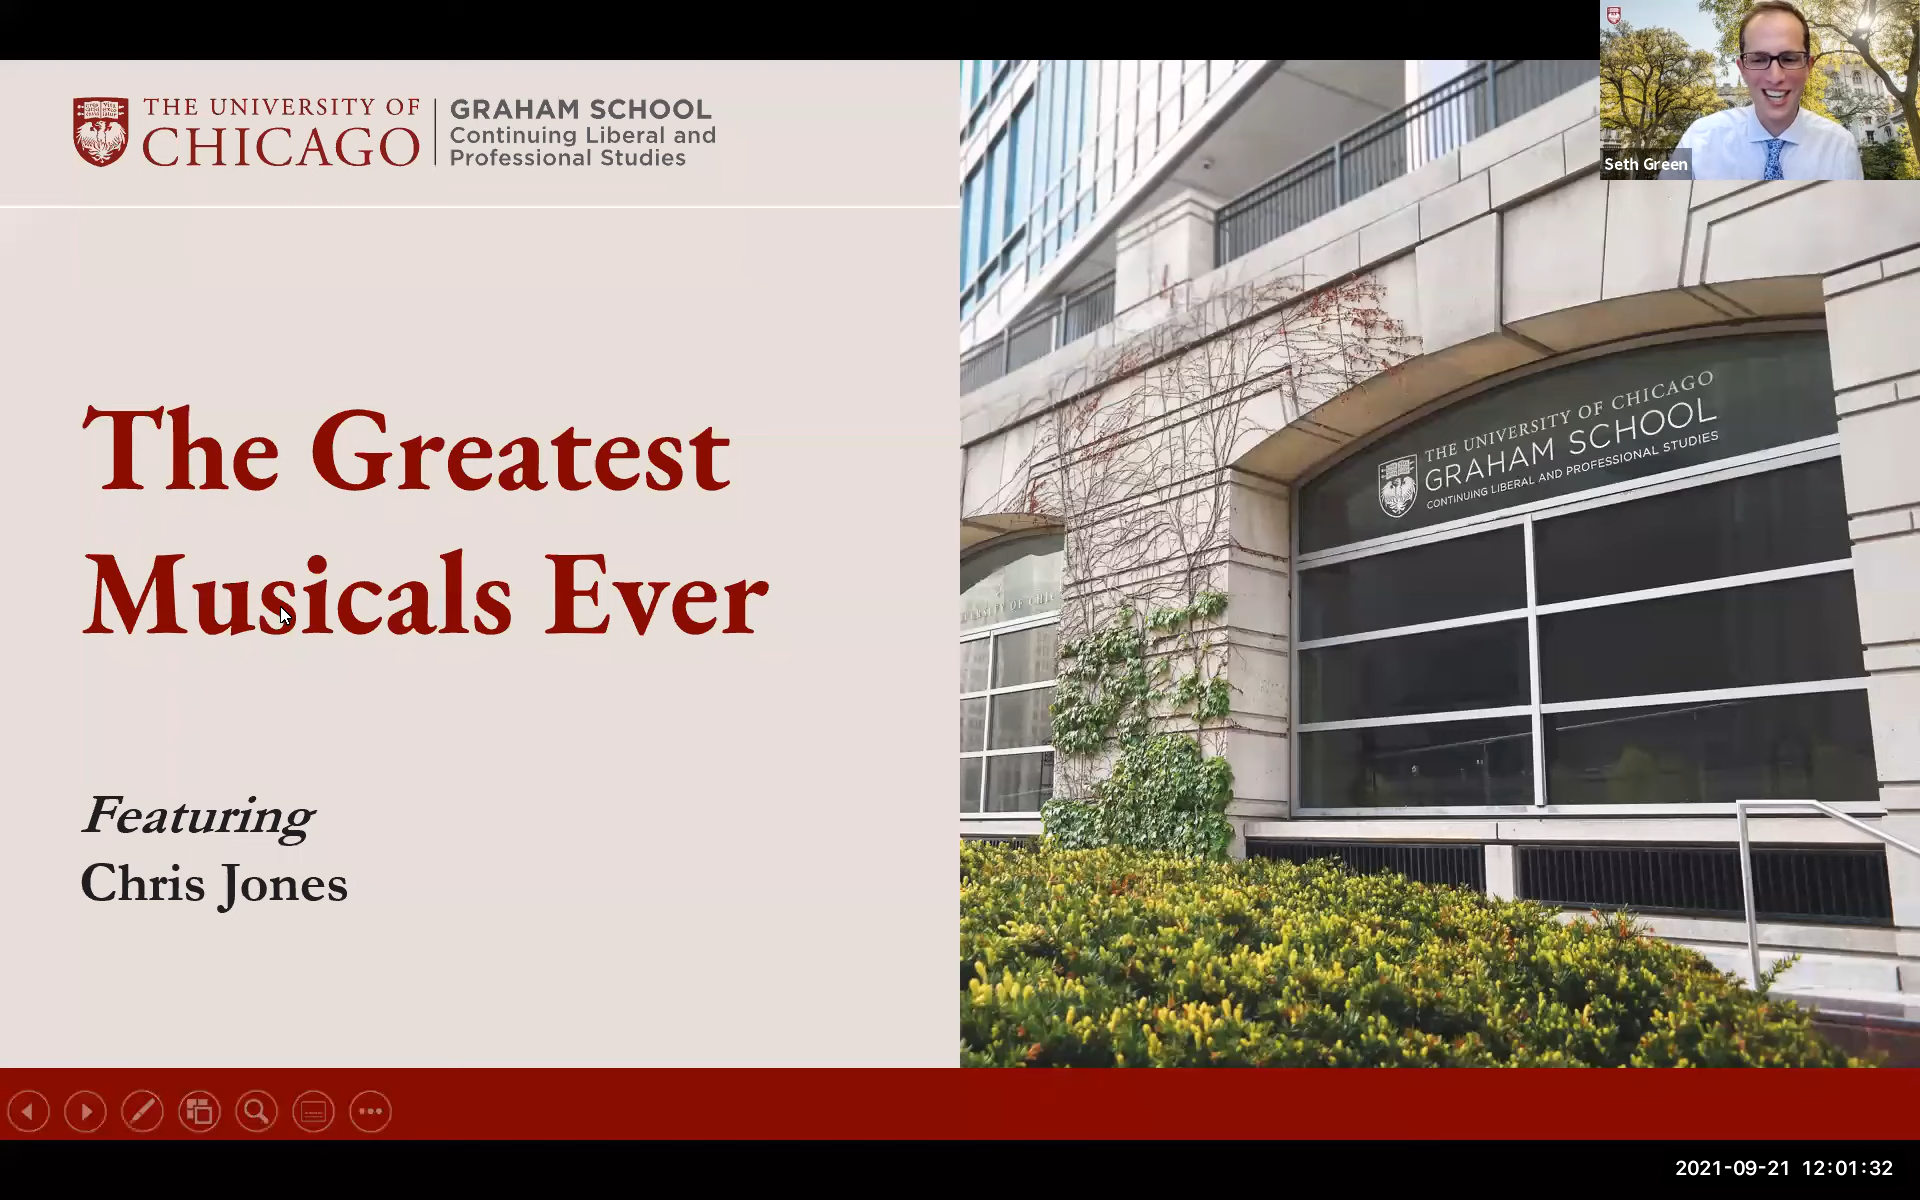 THE UNIVERSITY OF
CHICAGO
GRAHAM SCHOOL
Continuing Liberal and
Professional Studies
The Greatest
Musicals Ever
Featuring
Chris Jones
THE UNIVERSITY OF CHICAGO
GRAHAM SCHOOL
CONTINUING LIBERAL AND PROFESSIONAL STUDIES
Seth Green
2021-09-21 12:01:32